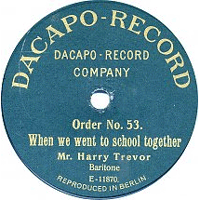 DACAPO-RECORD
DACAPO-RECORD
COMPANY
Order No. 53.
When we went to school together
Mr. Harry Trevor
Baritone
E-11870.
REPRODUCED IN BERLIN